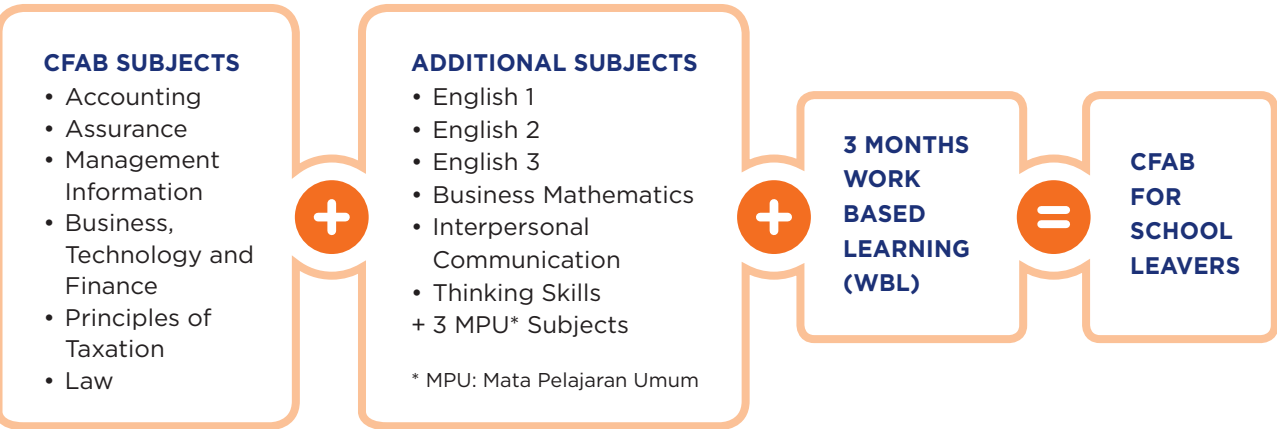 CFAB SUBJECTS
• Accounting
• Assurance
• Management
Information
• Business,
Technology and
Finance
• Principles of
Taxation
• Law
+
ADDITIONAL SUBJECTS
• English 1
• English 2
• English 3
• Business Mathematics
• Interpersonal
Communication
• Thinking Skills
+ 3 MPU* Subjects
* MPU: Mata Pelajaran Umum
+
3 MONTHS
WORK
BASED
LEARNING
(WBL)
=
CFAB
FOR
SCHOOL
LEAVERS